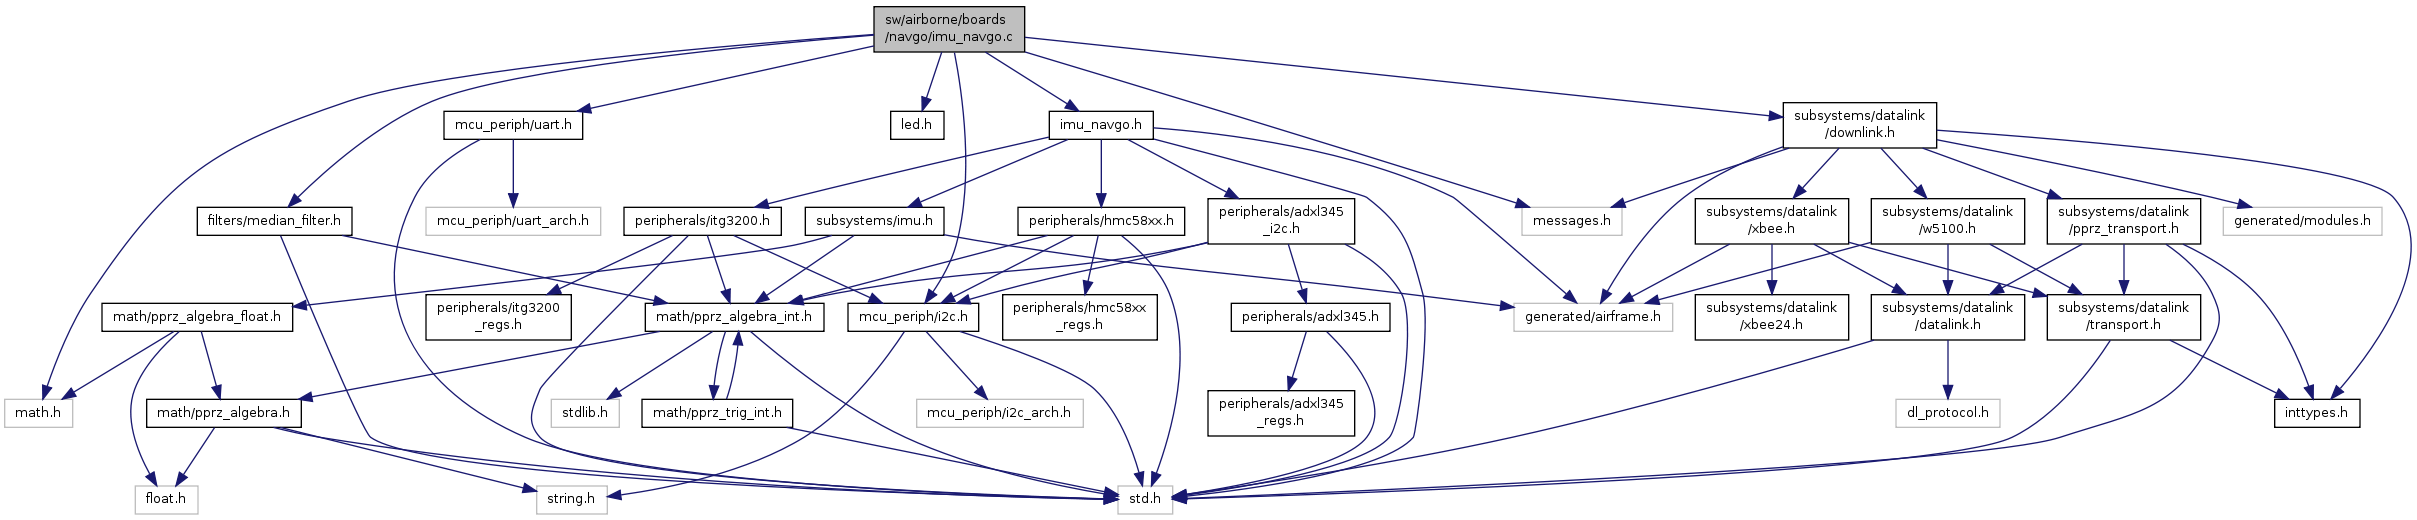 sw/airborne/boards
/navgo/imu_navgo.c
mcu_periph/uart.h
led.h
imu_navgo.h
subsystems/datalink
/downlink.h
filters/median_filter.h
mcu_periph/uart_arch.h
peripherals/itg3200.h
subsystems/imu.h
peripherals/hmc58xx.h
peripherals/adxl345
_i2c.h
messages.h
subsystems/datalink
/xbee.h
subsystems/datalink
/w5100.h
subsystems/datalink
/pprz_transport.h
generated/modules.h
math/pprz_algebra_float.h
peripherals/itg3200
_regs.h
math/pprz_algebra_int.h
mcu_periph/i2c.h
peripherals/hmc58xx
_regs.h
peripherals/adxl345.h
generated/airframe.h
subsystems/datalink
/xbee24.h
subsystems/datalink
/datalink.h
subsystems/datalink
/transport.h
math.h
math/pprz_algebra.h
stdlib.h
math/pprz_trig_int.h
mcu_periph/i2c_arch.h
peripherals/adxl345
_regs.h
dl_protocol.h
inttypes.h
float.h
string.h
std.h